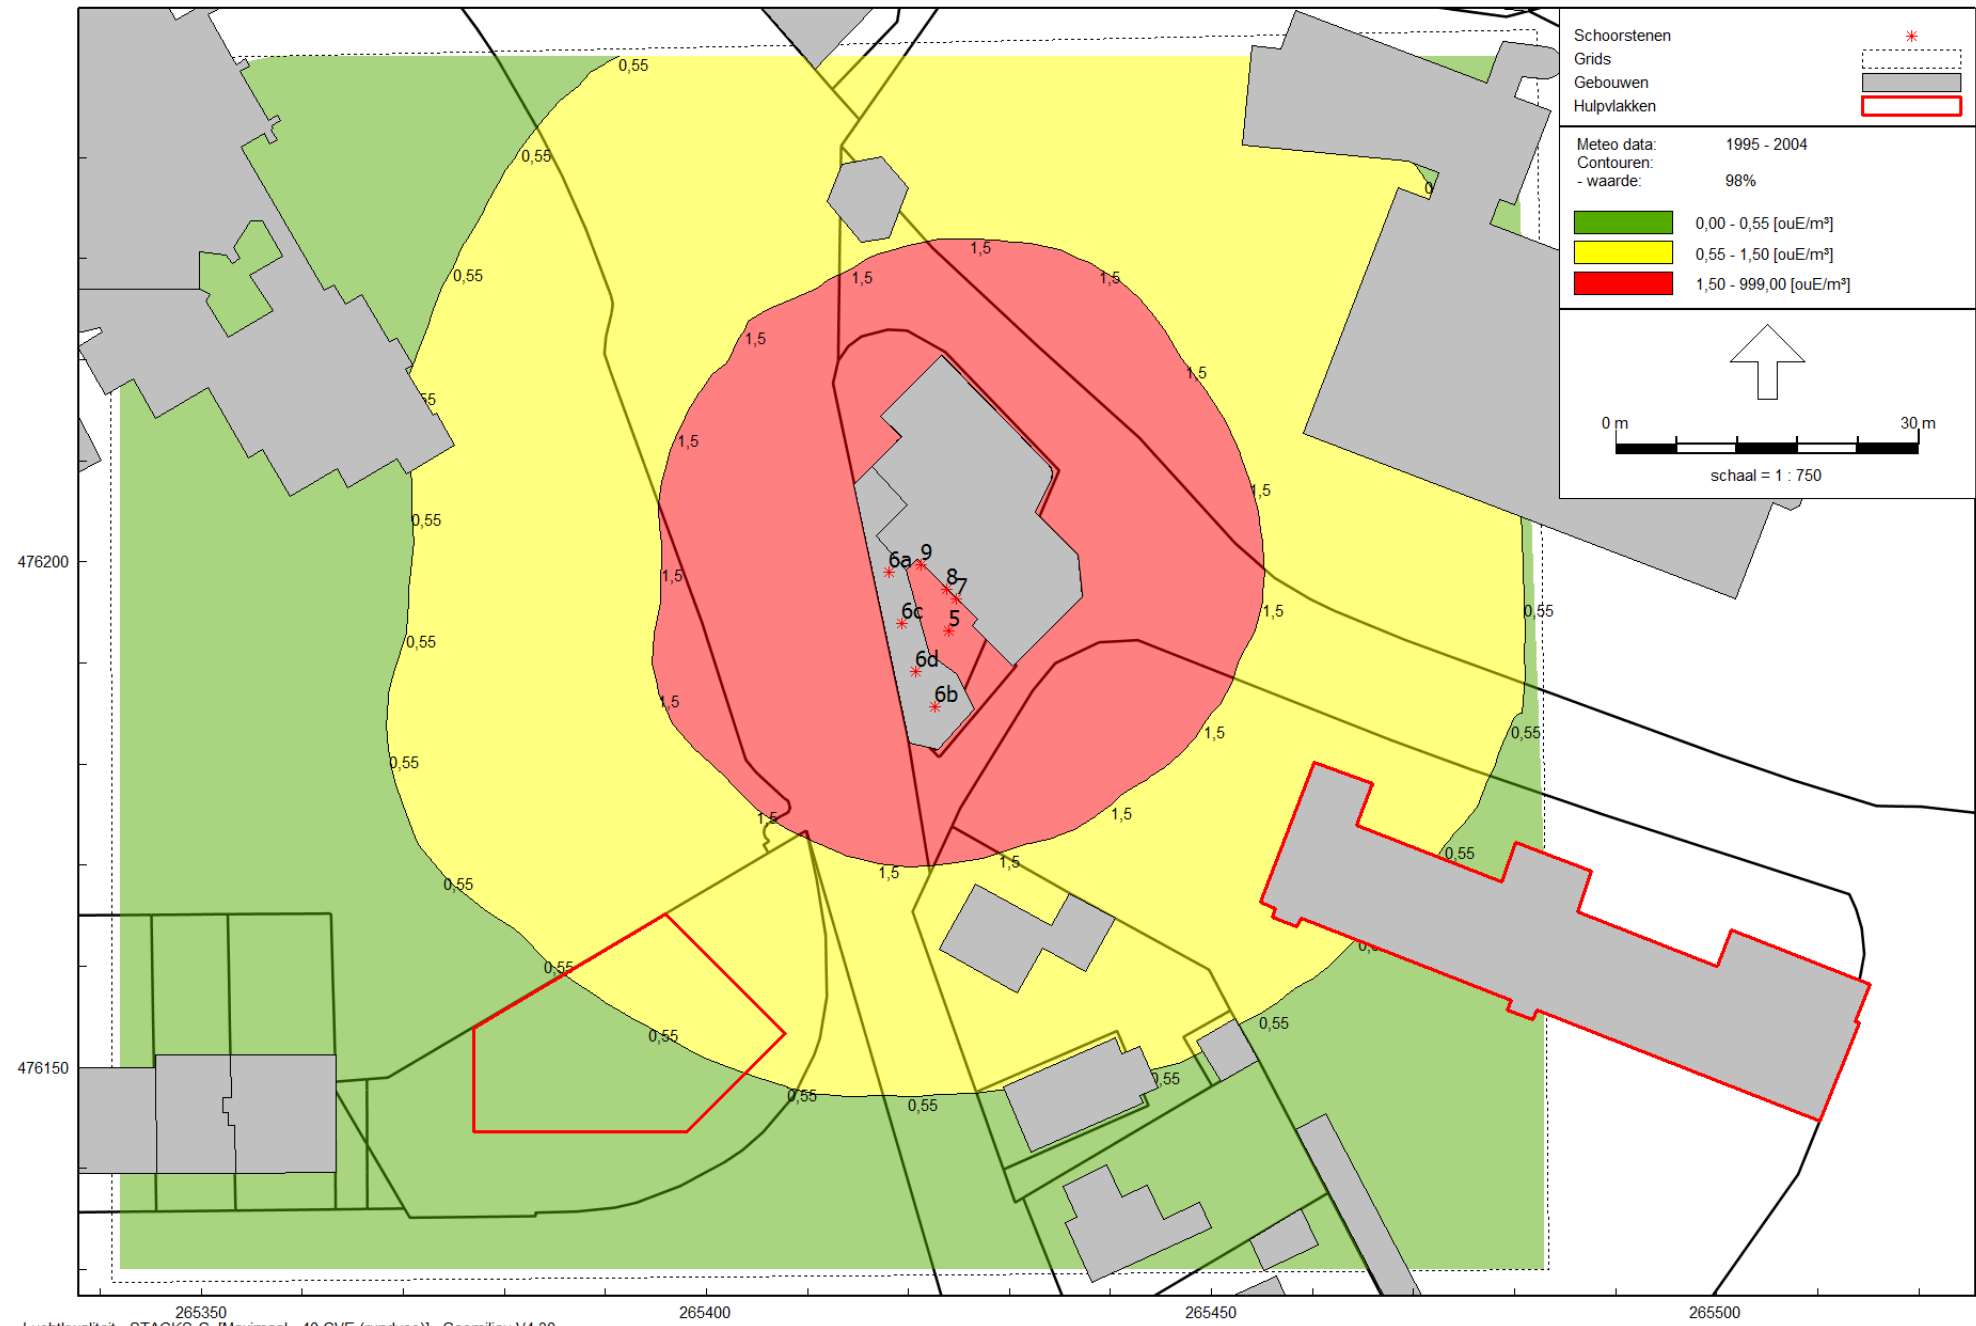 Schoorstenen
Grids
Gebouwen
Hulpvlakken
Meteo data: 1995 - 2004
Contouren:
- waarde: 98%
0,00 - 0,55 [ouE/m³]
0,55 - 1,50 [ouE/m³]
1,50 - 999,00 [ouE/m³]
0 m 30 m
schaal = 1 : 750
0,55
0,55
0
0,55
1,5
1,5
1,5
1,5
1,5
55
1,5
1,5
0,55
476200
6a
9
8
7
1,5
6c
5
1,5
0,55
0,55
6d
6b
1,5
1,5
0,55
0,55
1,5
1,5
0,55
1,5
1,5
0,55
0,55
0,55
0,55
476150
0,55
0,55
0,55
265350
265400
265450
265500